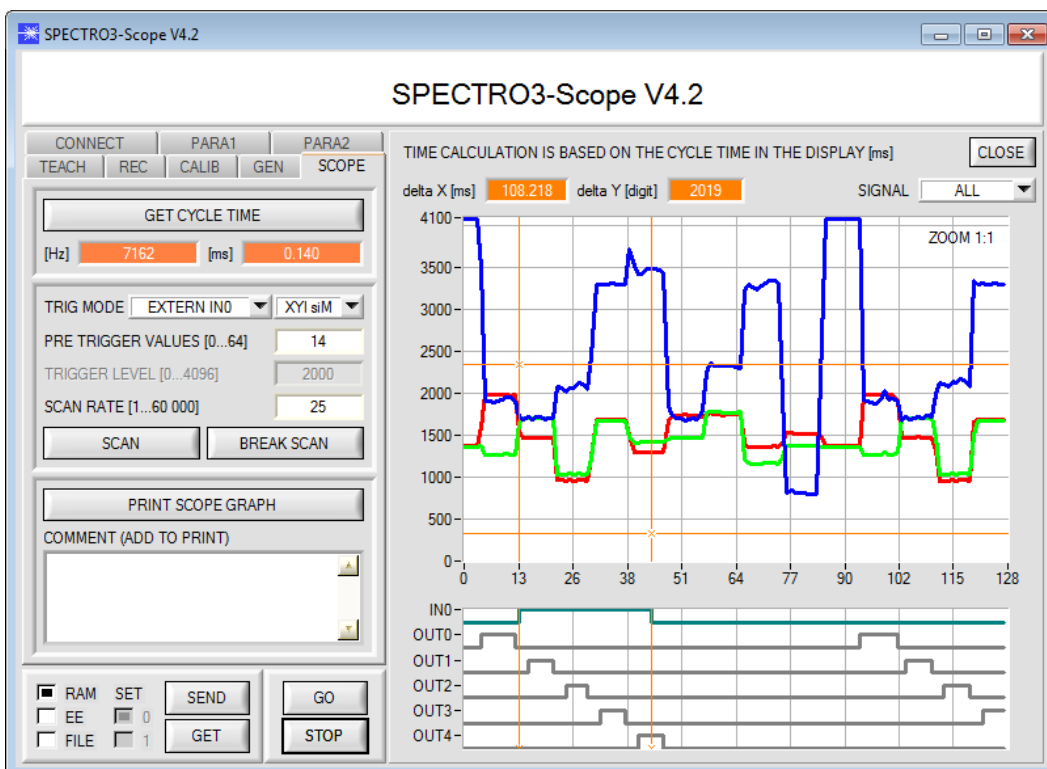 SPECTRO3-Scope V4.2
SPECTRO3-Scope V4.2
CONNECT PARA1 PARA2
TEACH REC CALIB GEN SCOPE
GET CYCLE TIME
[Hz] 7162 [ms] 0.140
TRIG MODE EXTERN IN0 XYI siM
PRE TRIGGER VALUES [0...64] 14
TRIGGER LEVEL [0...4096] 2000
SCAN RATE [1...60 000] 25
SCAN BREAK SCAN
PRINT SCOPE GRAPH
COMMENT (ADD TO PRINT)
RAM SET SEND GO
EE 0
FILE 1 GET STOP
TIME CALCULATION IS BASED ON THE CYCLE TIME IN THE DISPLAY [ms] CLOSE
delta X [ms] 108.218 delta Y [digit] 2019 SIGNAL ALL
ZOOM 1:1
4100
3500
3000
2500
2000
1500
1000
500
0
0 13 26 38 51 64 77 90 102 115 128
IN0
OUT0
OUT1
OUT2
OUT3
OUT4